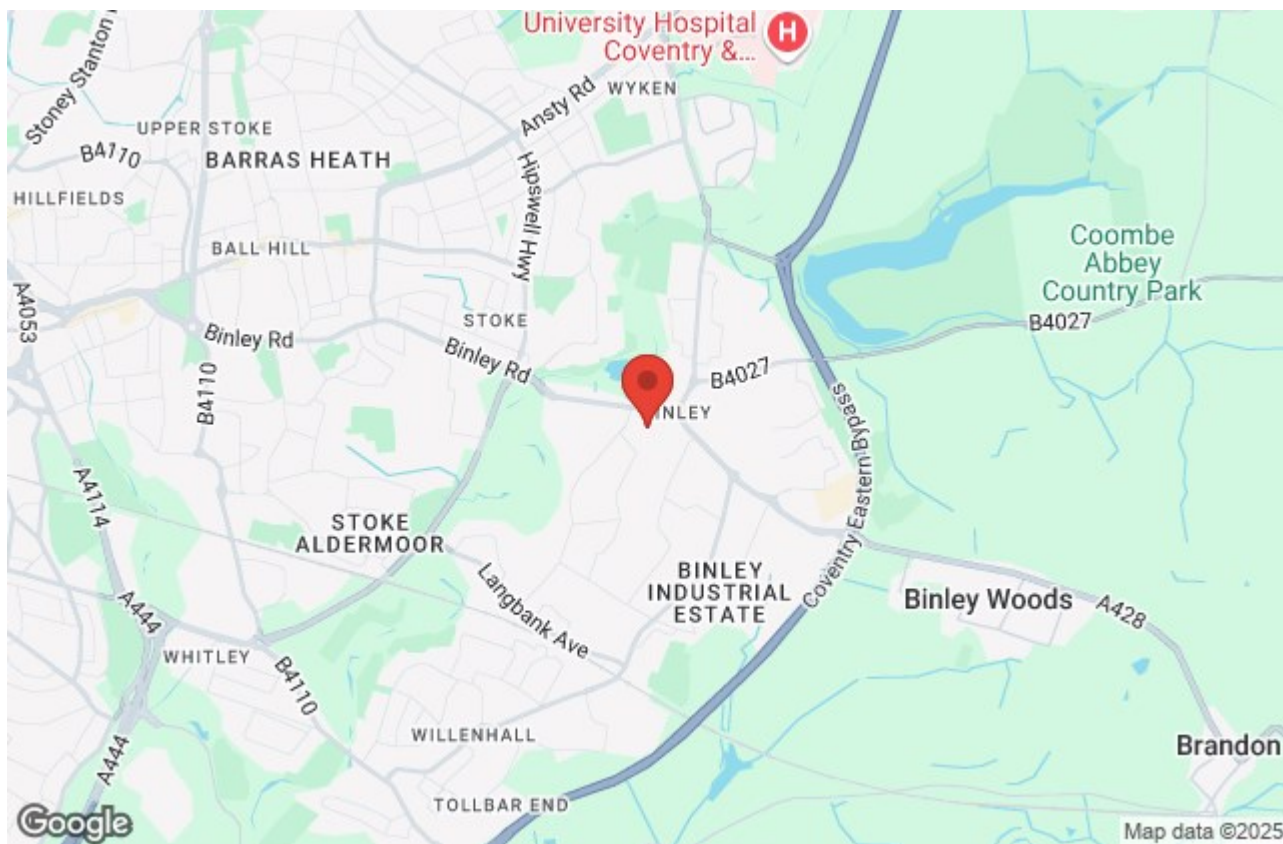 University Hospital
Coventry &...
H
Stoney Stanton
WYKEN
Ansty Rd
UPPER STOKE
B4110
BARRAS HEATH
Hipswell Hwy
HILLFIELDS
BALL HILL
Coombe
Abbey
Country Park
A4053
STOKE
B4027
Binley Rd
Binley Rd
B4027
B4110
Coventry Eastern Bypass
A4114
STOKE
ALDERMOOR
Langbank Ave
BINLEY
INDUSTRIAL
ESTATE
Binley Woods
A428
A444
WHITLEY
B4110
WILLENHALL
A444
Brandon
TOLLBAR END
Google
Map data ©2025